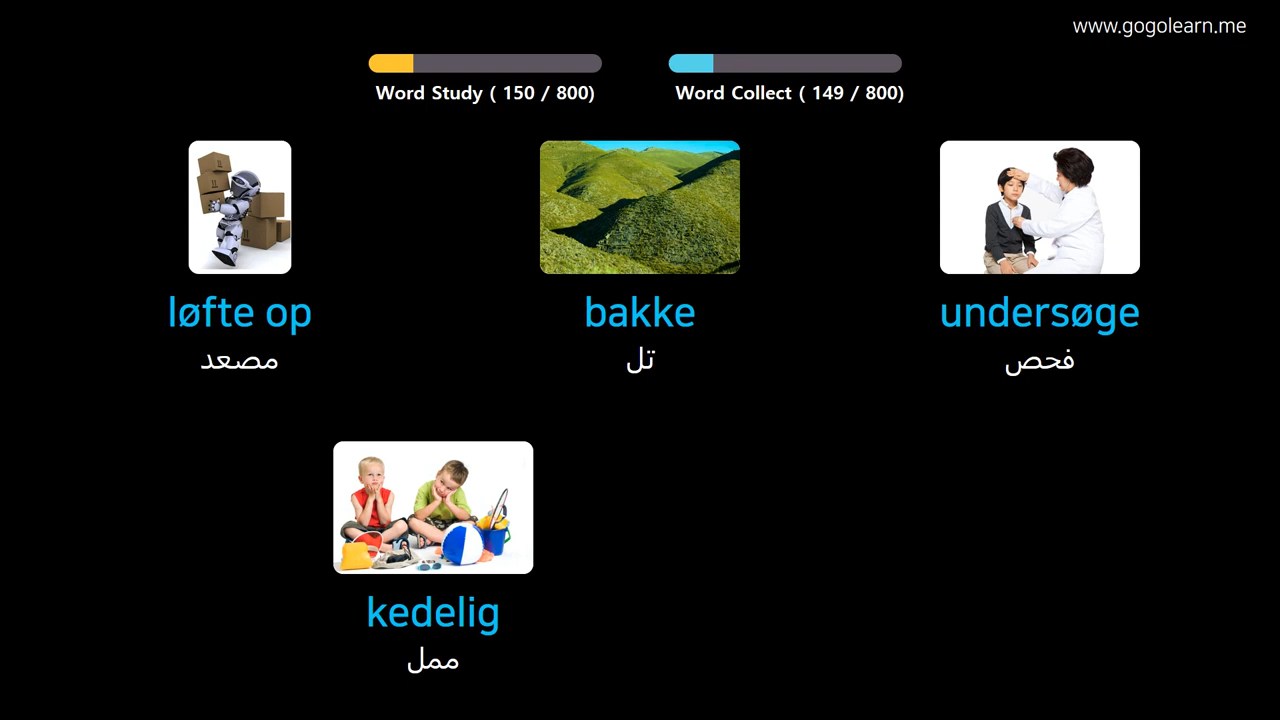 www.gogolearn.me
Word Study ( 150 / 800)
Word Collect ( 149 / 800)
løfte op
مصعد
bakke
تل
undersøge
فحص
kedelig
ممل